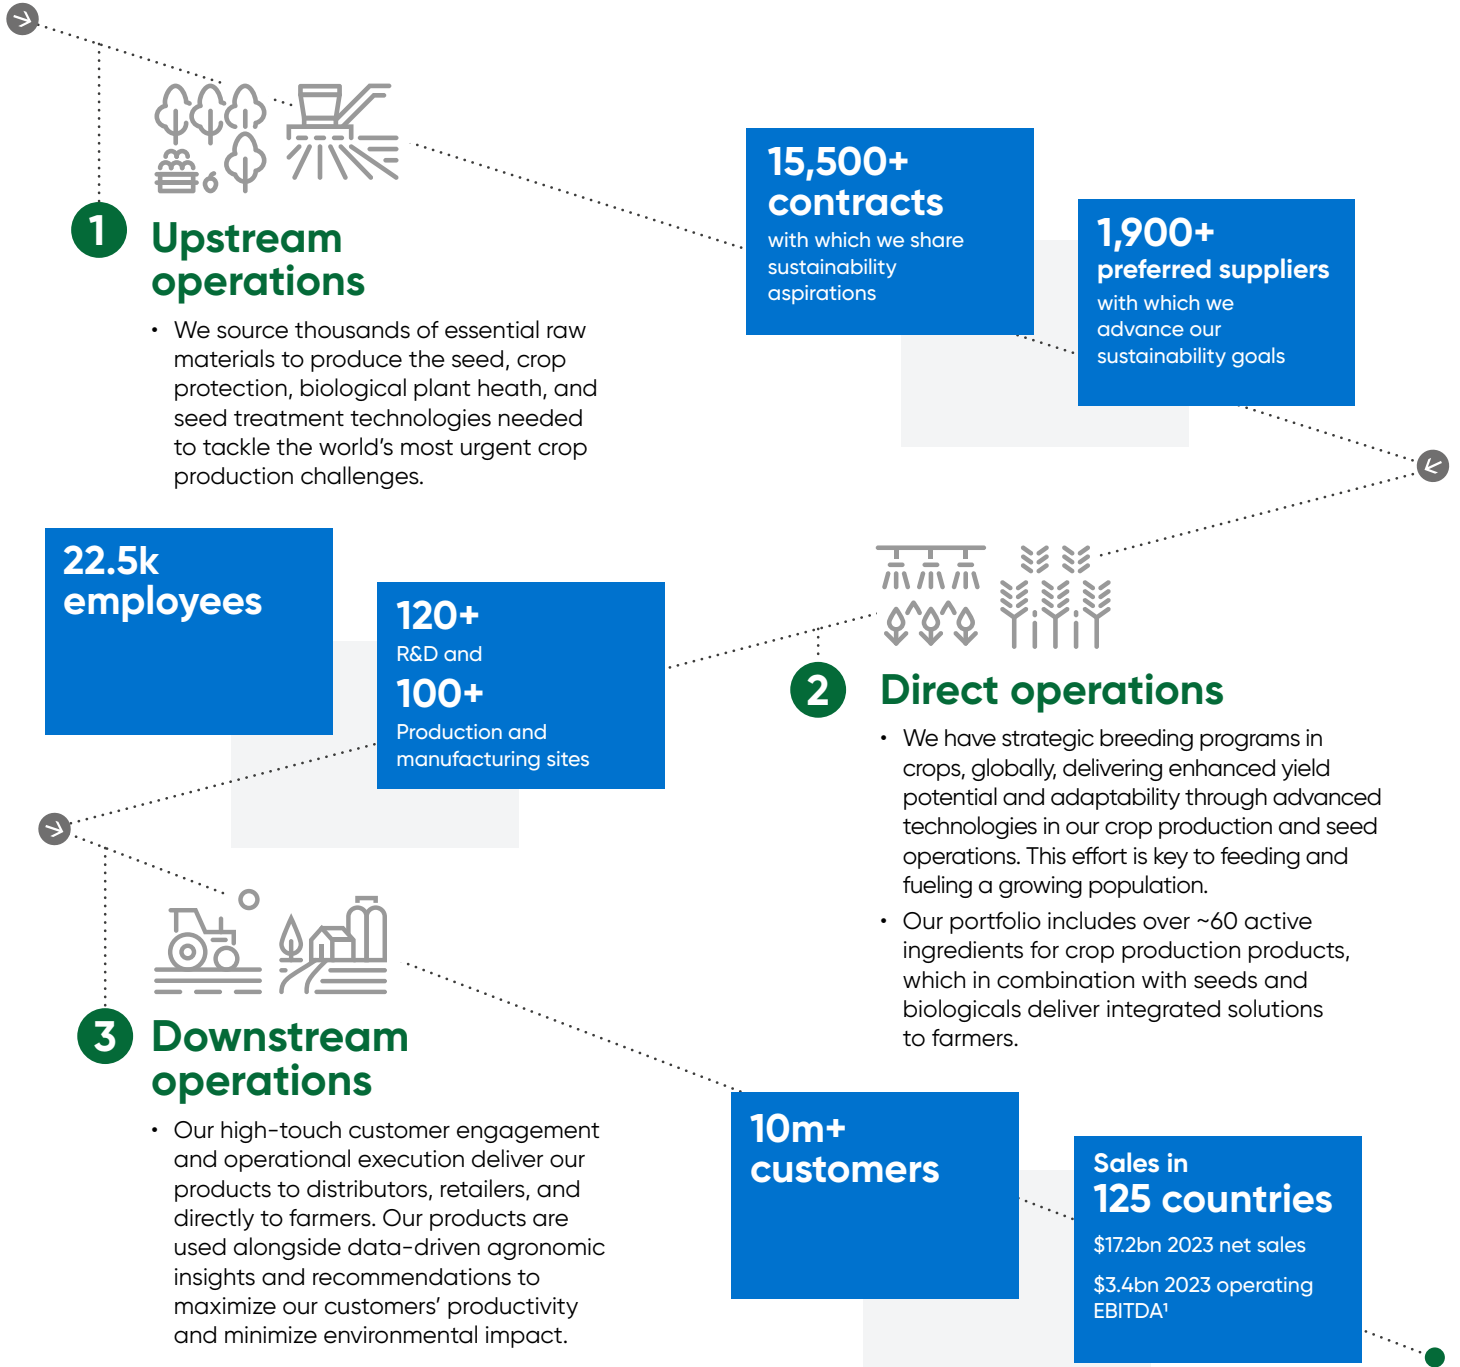 1
Upstream
operations
• We source thousands of essential raw
materials to produce the seed, crop
protection, biological plant heath, and
seed treatment technologies needed
to tackle the world’s most urgent crop
production challenges.
15,500+
contracts
with which we share
sustainability
aspirations
1,900+
preferred suppliers
with which we
advance our
sustainability goals
22.5k
employees
120+
R&D and
100+
Production and
manufacturing sites
2
Direct operations
• We have strategic breeding programs in
crops, globally, delivering enhanced yield
potential and adaptability through advanced
technologies in our crop production and seed
operations. This effort is key to feeding and
fueling a growing population.
• Our portfolio includes over ~60 active
ingredients for crop production products,
which in combination with seeds and
biologicals deliver integrated solutions
to farmers.
3
Downstream
operations
• Our high-touch customer engagement
and operational execution deliver our
products to distributors, retailers, and
directly to farmers. Our products are
used alongside data-driven agronomic
insights and recommendations to
maximize our customers’ productivity
and minimize environmental impact.
10m+
customers
Sales in
125 countries
$17.2bn 2023 net sales
$3.4bn 2023 operating
EBITDA¹